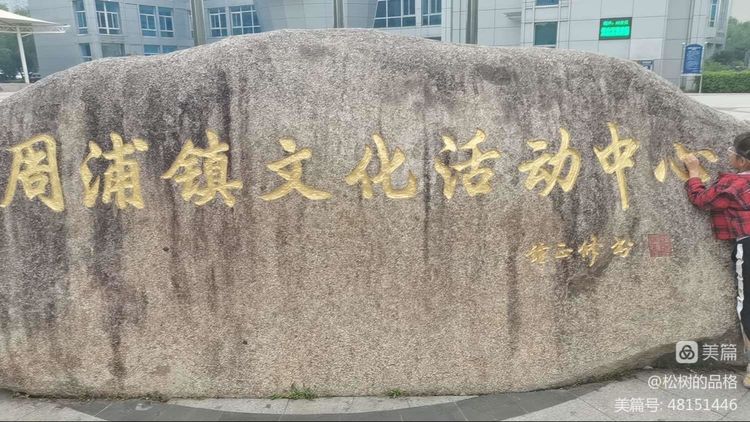 周浦镇文化活动中心
美篇
@松树的品格
美篇号: 48151446